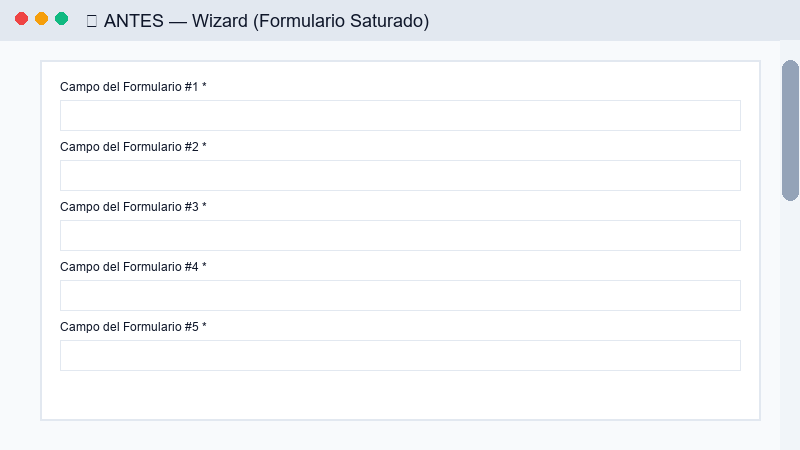 ANTES — Wizard (Formulario Saturado)
Campo del Formulario #1 *
Campo del Formulario #2 *
Campo del Formulario #3 *
Campo del Formulario #4 *
Campo del Formulario #5 *